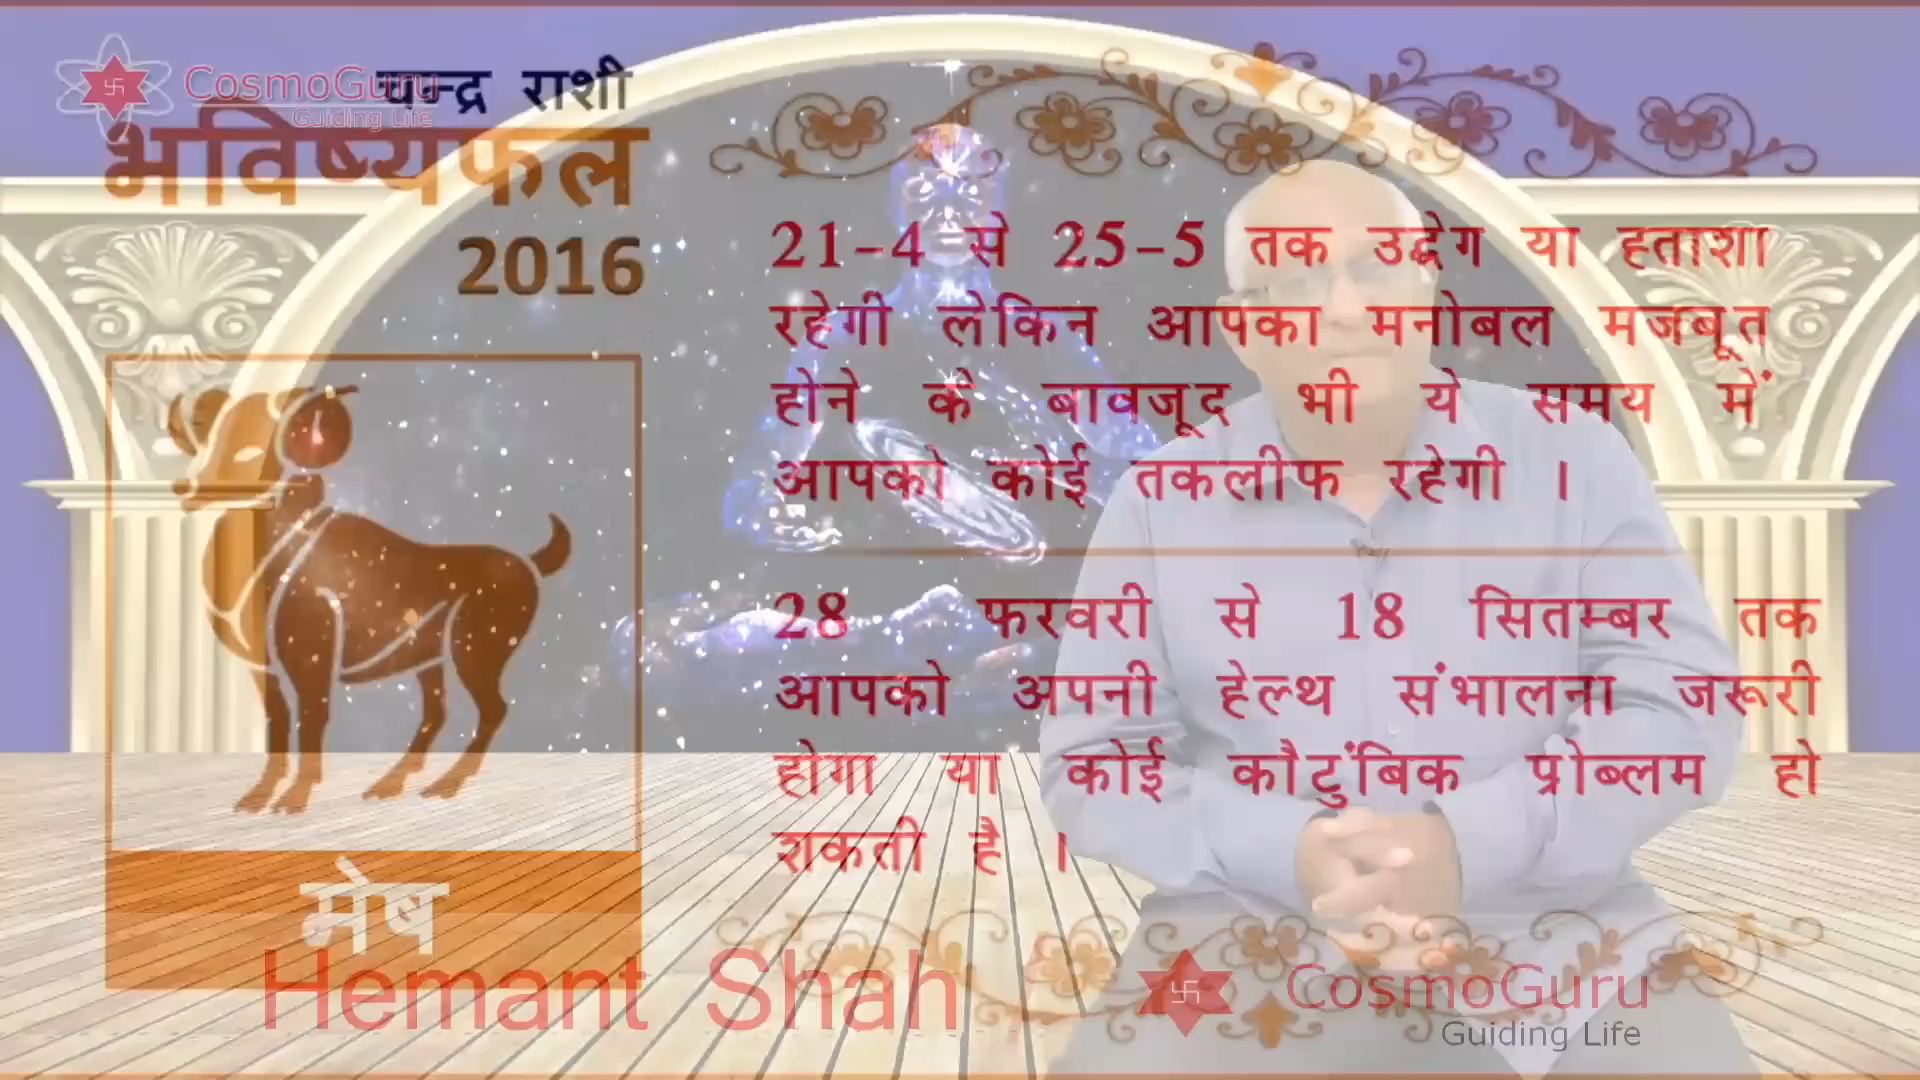 CosmoGuru
Guiding Life
चन्द्र राशी
भविष्यफल
2016
21-4 से 25-5 तक उद्वेग या ह्ताशा
रहेगी लेकिन आपका मनोबल मजबूत
होने के बावजूद भी ये समय में
आपको कोई तकलीफ रहेगी ।
28 फरवरी से 18 सितम्बर तक
आपको अपनी हेल्थ संभालना जरूरी
होगा या कोई कौटुंबिक प्रोब्लम हो
शकती है ।
मेष
Hemant Shah
CosmoGuru
Guiding Life